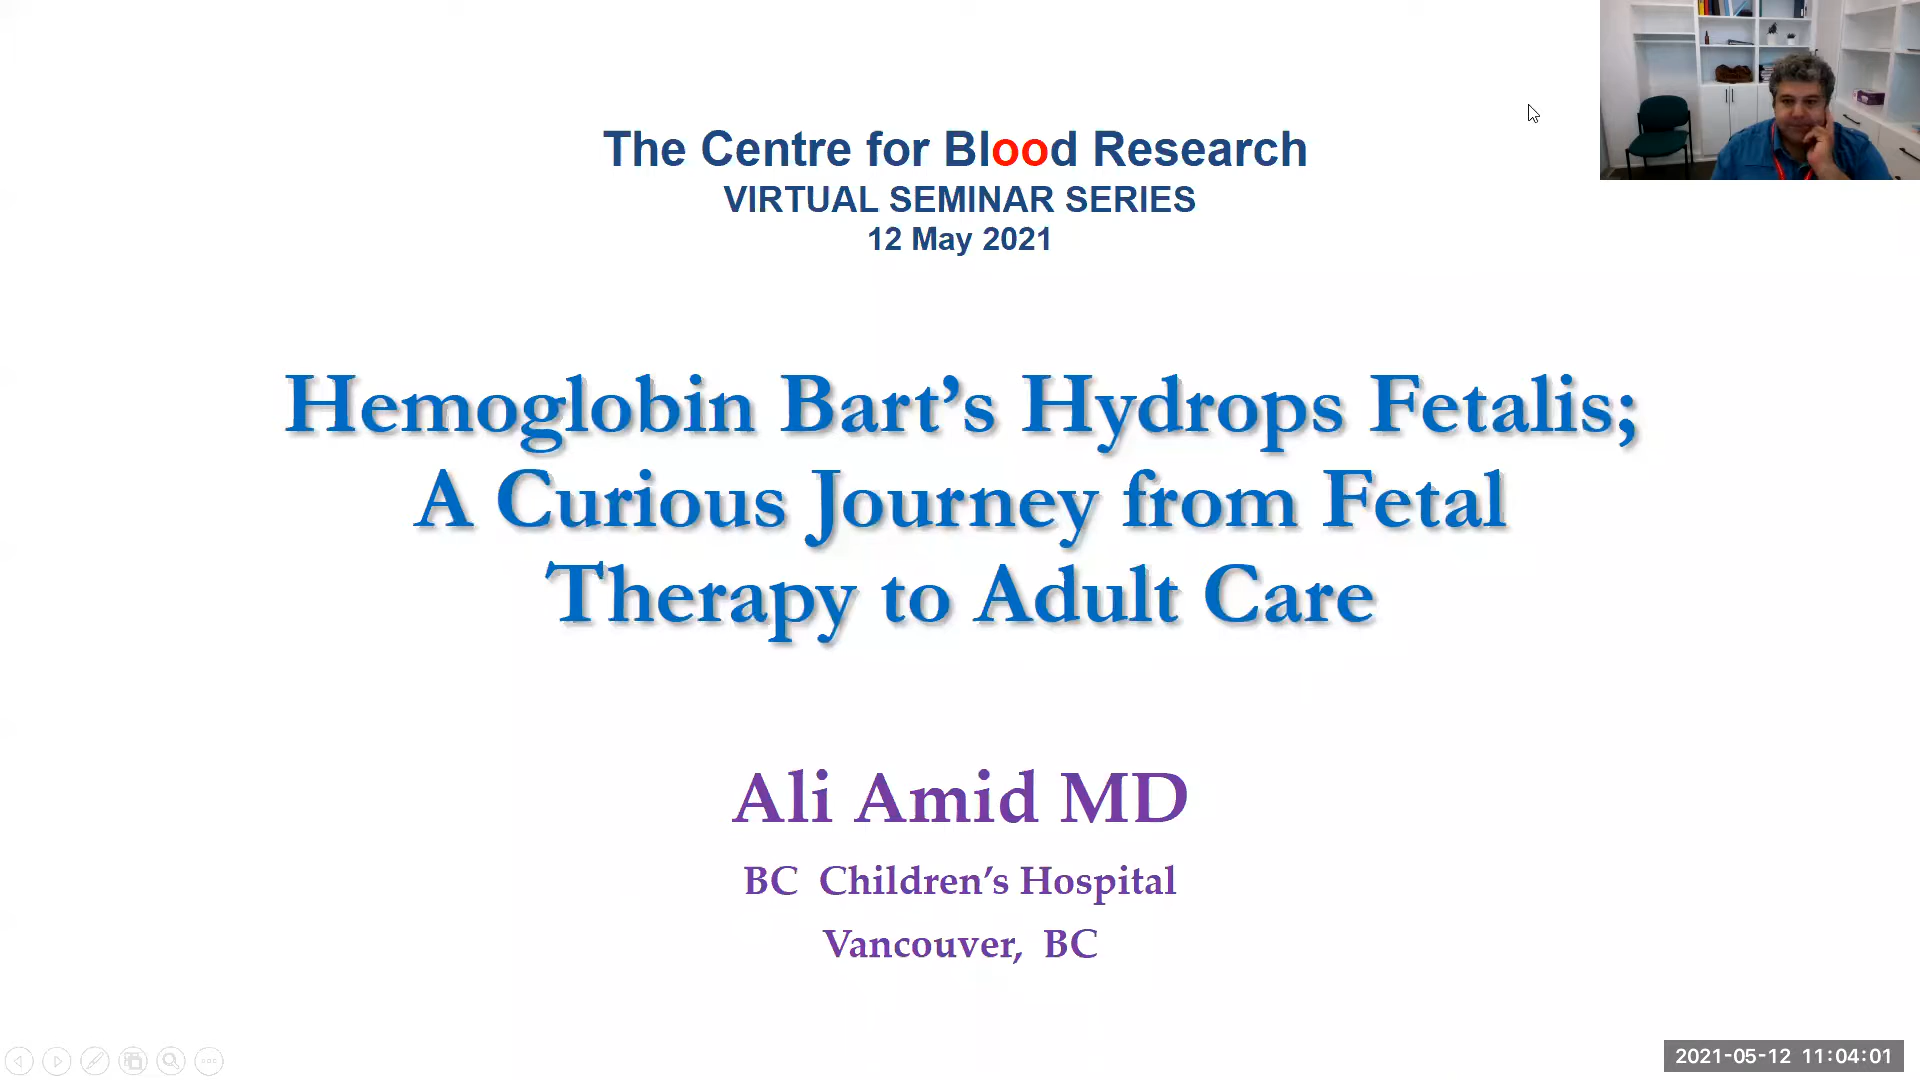 The Centre for Blood Research
VIRTUAL SEMINAR SERIES
12 May 2021
Hemoglobin Bart’s Hydrops Fetalis;
A Curious Journey from Fetal
Therapy to Adult Care
Ali Amid MD
BC Children’s Hospital
Vancouver, BC
2021-05-12 11:04:01